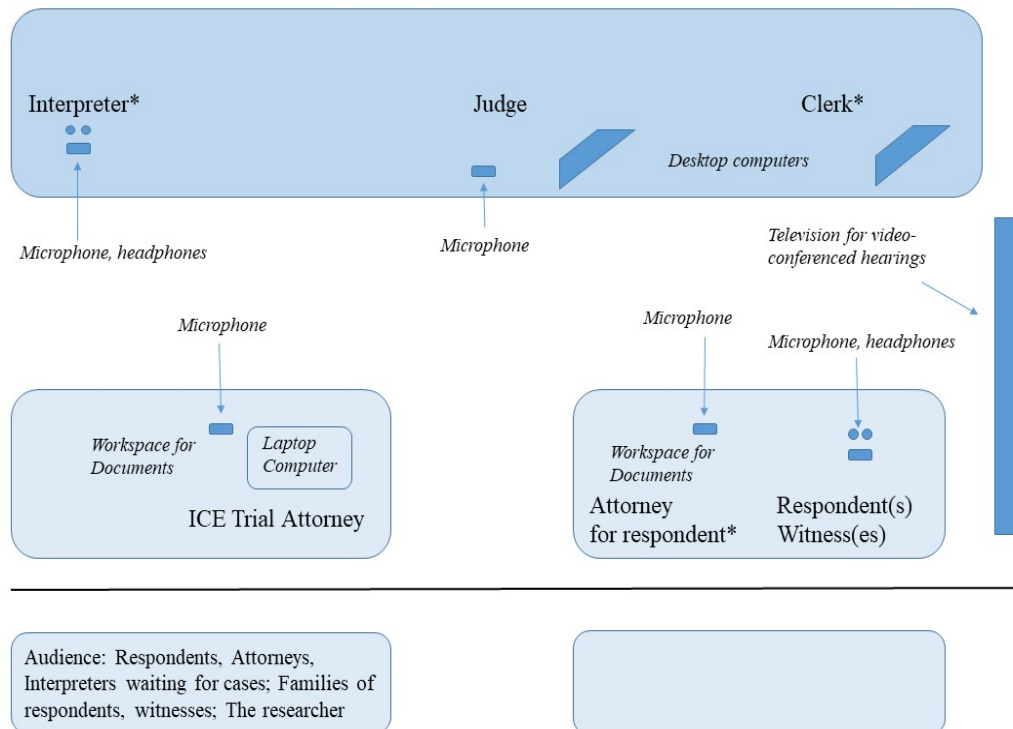 Interpreter*
Judge
Clerk*
Desktop computers
Microphone, headphones
Microphone
Television for video-
conferenced hearings
Microphone
Microphone
Microphone, headphones
Workspace for
Documents
Laptop
Computer
ICE Trial Attorney
Workspace for
Documents
Attorney
for respondent*
Respondent(s)
Witness(es)
Audience: Respondents, Attorneys,
Interpreters waiting for cases; Families of
respondents, witnesses; The researcher